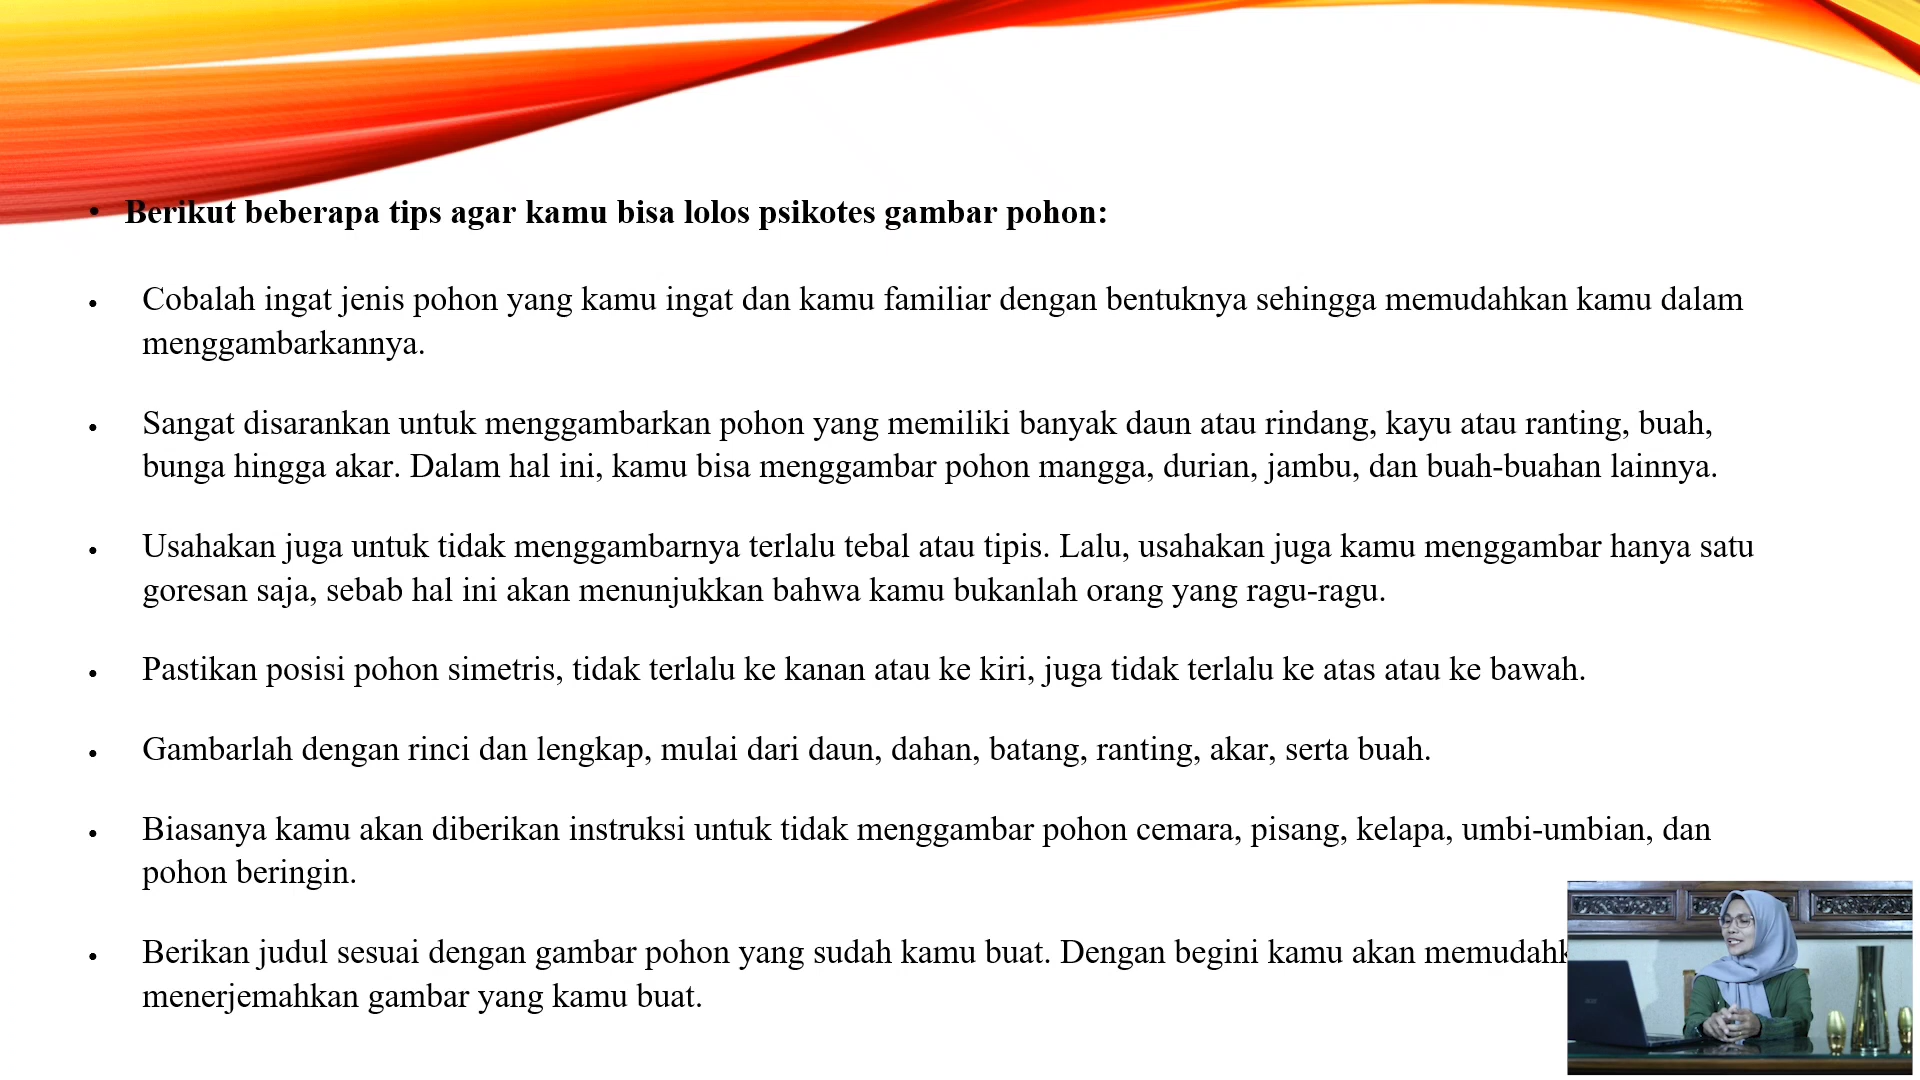 • Berikut beberapa tips agar kamu bisa lolos psikotes gambar pohon:
• Cobalah ingat jenis pohon yang kamu ingat dan kamu familiar dengan bentuknya sehingga memudahkan kamu dalam
menggambarkannya.
• Sangat disarankan untuk menggambarkan pohon yang memiliki banyak daun atau rindang, kayu atau ranting, buah,
bunga hingga akar. Dalam hal ini, kamu bisa menggambar pohon mangga, durian, jambu, dan buah-buahan lainnya.
• Usahakan juga untuk tidak menggambarnya terlalu tebal atau tipis. Lalu, usahakan juga kamu menggambar hanya satu
goresan saja, sebab hal ini akan menunjukkan bahwa kamu bukanlah orang yang ragu-ragu.
• Pastikan posisi pohon simetris, tidak terlalu ke kanan atau ke kiri, juga tidak terlalu ke atas atau ke bawah.
• Gambarlah dengan rinci dan lengkap, mulai dari daun, dahan, batang, ranting, akar, serta buah.
• Biasanya kamu akan diberikan instruksi untuk tidak menggambar pohon cemara, pisang, kelapa, umbi-umbian, dan
pohon beringin.
• Berikan judul sesuai dengan gambar pohon yang sudah kamu buat. Dengan begini kamu akan
menerjemahkan gambar yang kamu buat.